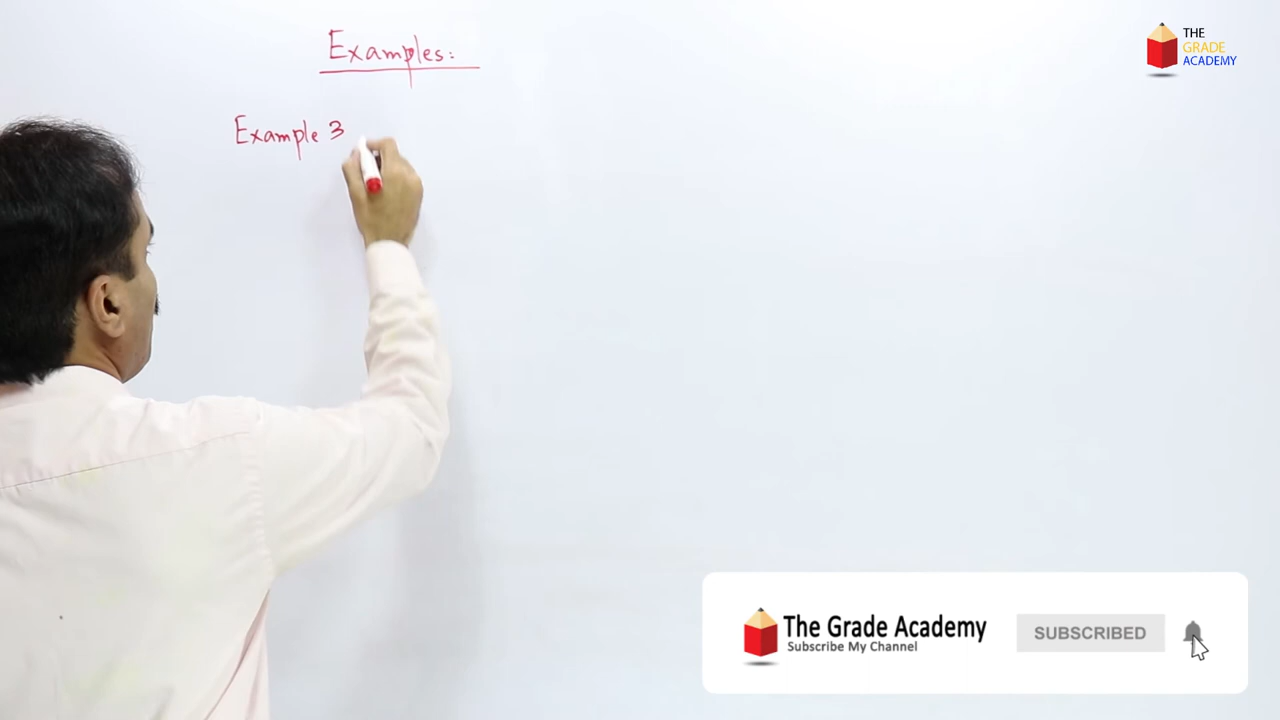 Examples:
Example 3
THE
GRADE
ACADEMY
The Grade Academy
Subscribe My Channel
SUBSCRIBED